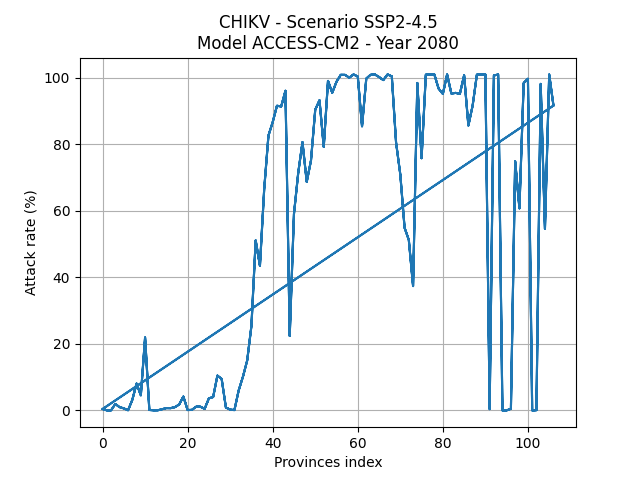 CHIKV - Scenario SSP2-4.5
Model ACCESS-CM2 - Year 2080
Attack rate (%)
100
80
60
40
20
0
0 20 40 60 80 100
Provinces index